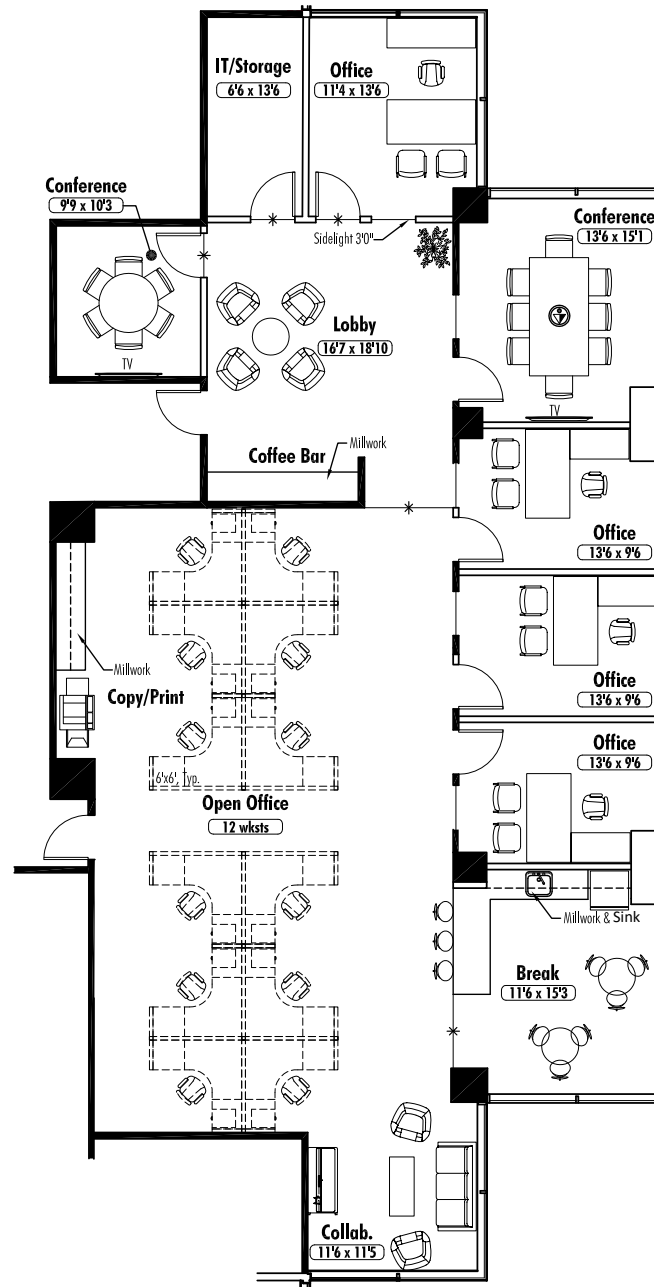 IT/Storage
6'6 x 13'6
Office
11'4 x 13'6
Conference
9'9 x 10'3
Sidelight 3'0"
Conference
13'6 x 15'1
Lobby
16'7 x 18'10
TV
TV
Coffee Bar
Millwork
Office
13'6 x 9'6
Millwork
Copy/Print
Office
13'6 x 9'6
Office
13'6 x 9'6
6'x6', Typ.
Open Office
12 wksts
Millwork & Sink
Break
11'6 x 15'3
Collab.
11'6 x 11'5